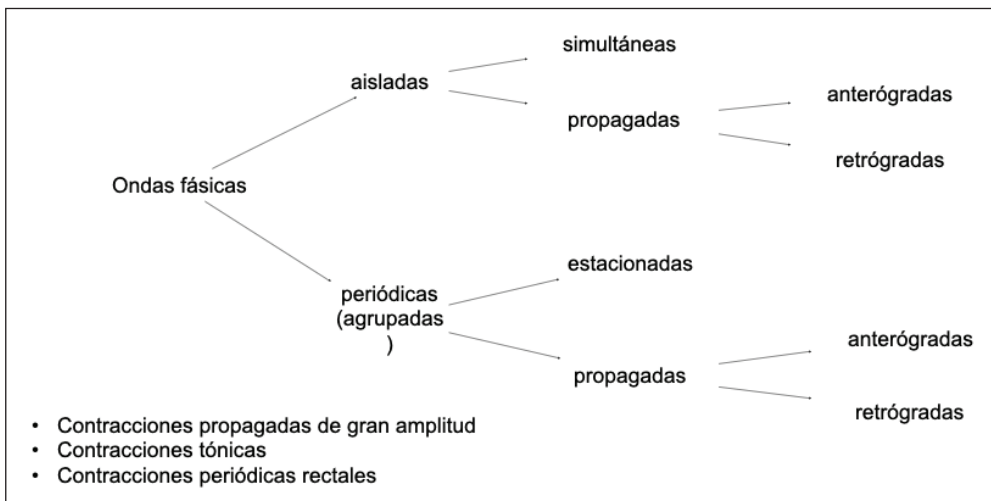 simultáneas
aisladas
anterógradas
propagadas
retrógradas
Ondas fásicas
estacionadas
periódicas
(agrupadas
)
anterógradas
propagadas
retrógradas
• Contracciones propagadas de gran amplitud
• Contracciones tónicas
• Contracciones periódicas rectales